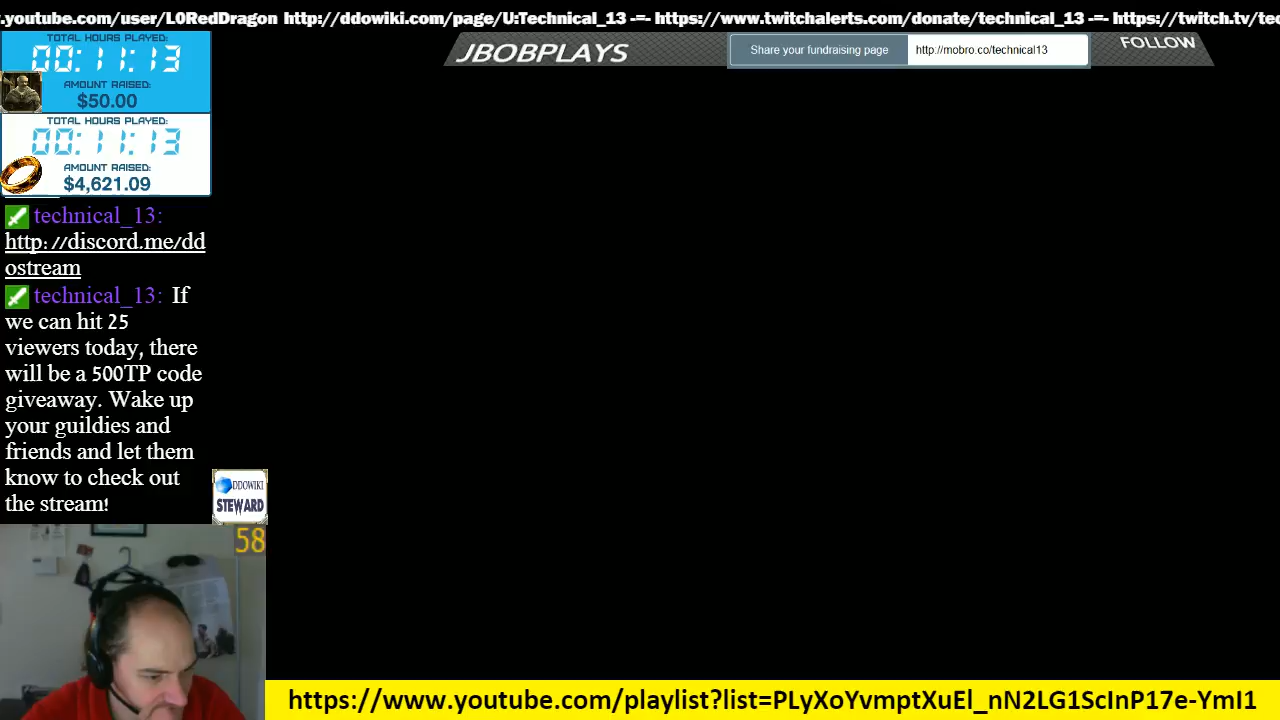 .youtube.com/user/L0RedDragon http://ddowiki.com/page/U:Technical_13 -=- https://www.twitchalerts.com/donate/technical_13 -=- https://twitch.tv/tec
TOTAL HOURS PLAYED:
00:11:13
AMOUNT RAISED:
$50.00
TOTAL HOURS PLAYED:
00:11:13
AMOUNT RAISED:
$4,621.09
JBOBPLAYS
Share your fundraising page
http://mobro.co/technical13
FOLLOW
technical_13:
http://discord.me/dd
ostream
technical_13: If
we can hit 25
viewers today, there
will be a 500TP code
giveaway. Wake up
your guildies and
friends and let them
know to check out
the stream!
DDOWIKI
STEWARD
58
https://www.youtube.com/playlist?list=PLyXoYvmptXuEl_nN2LG1ScInP17e-YmI1